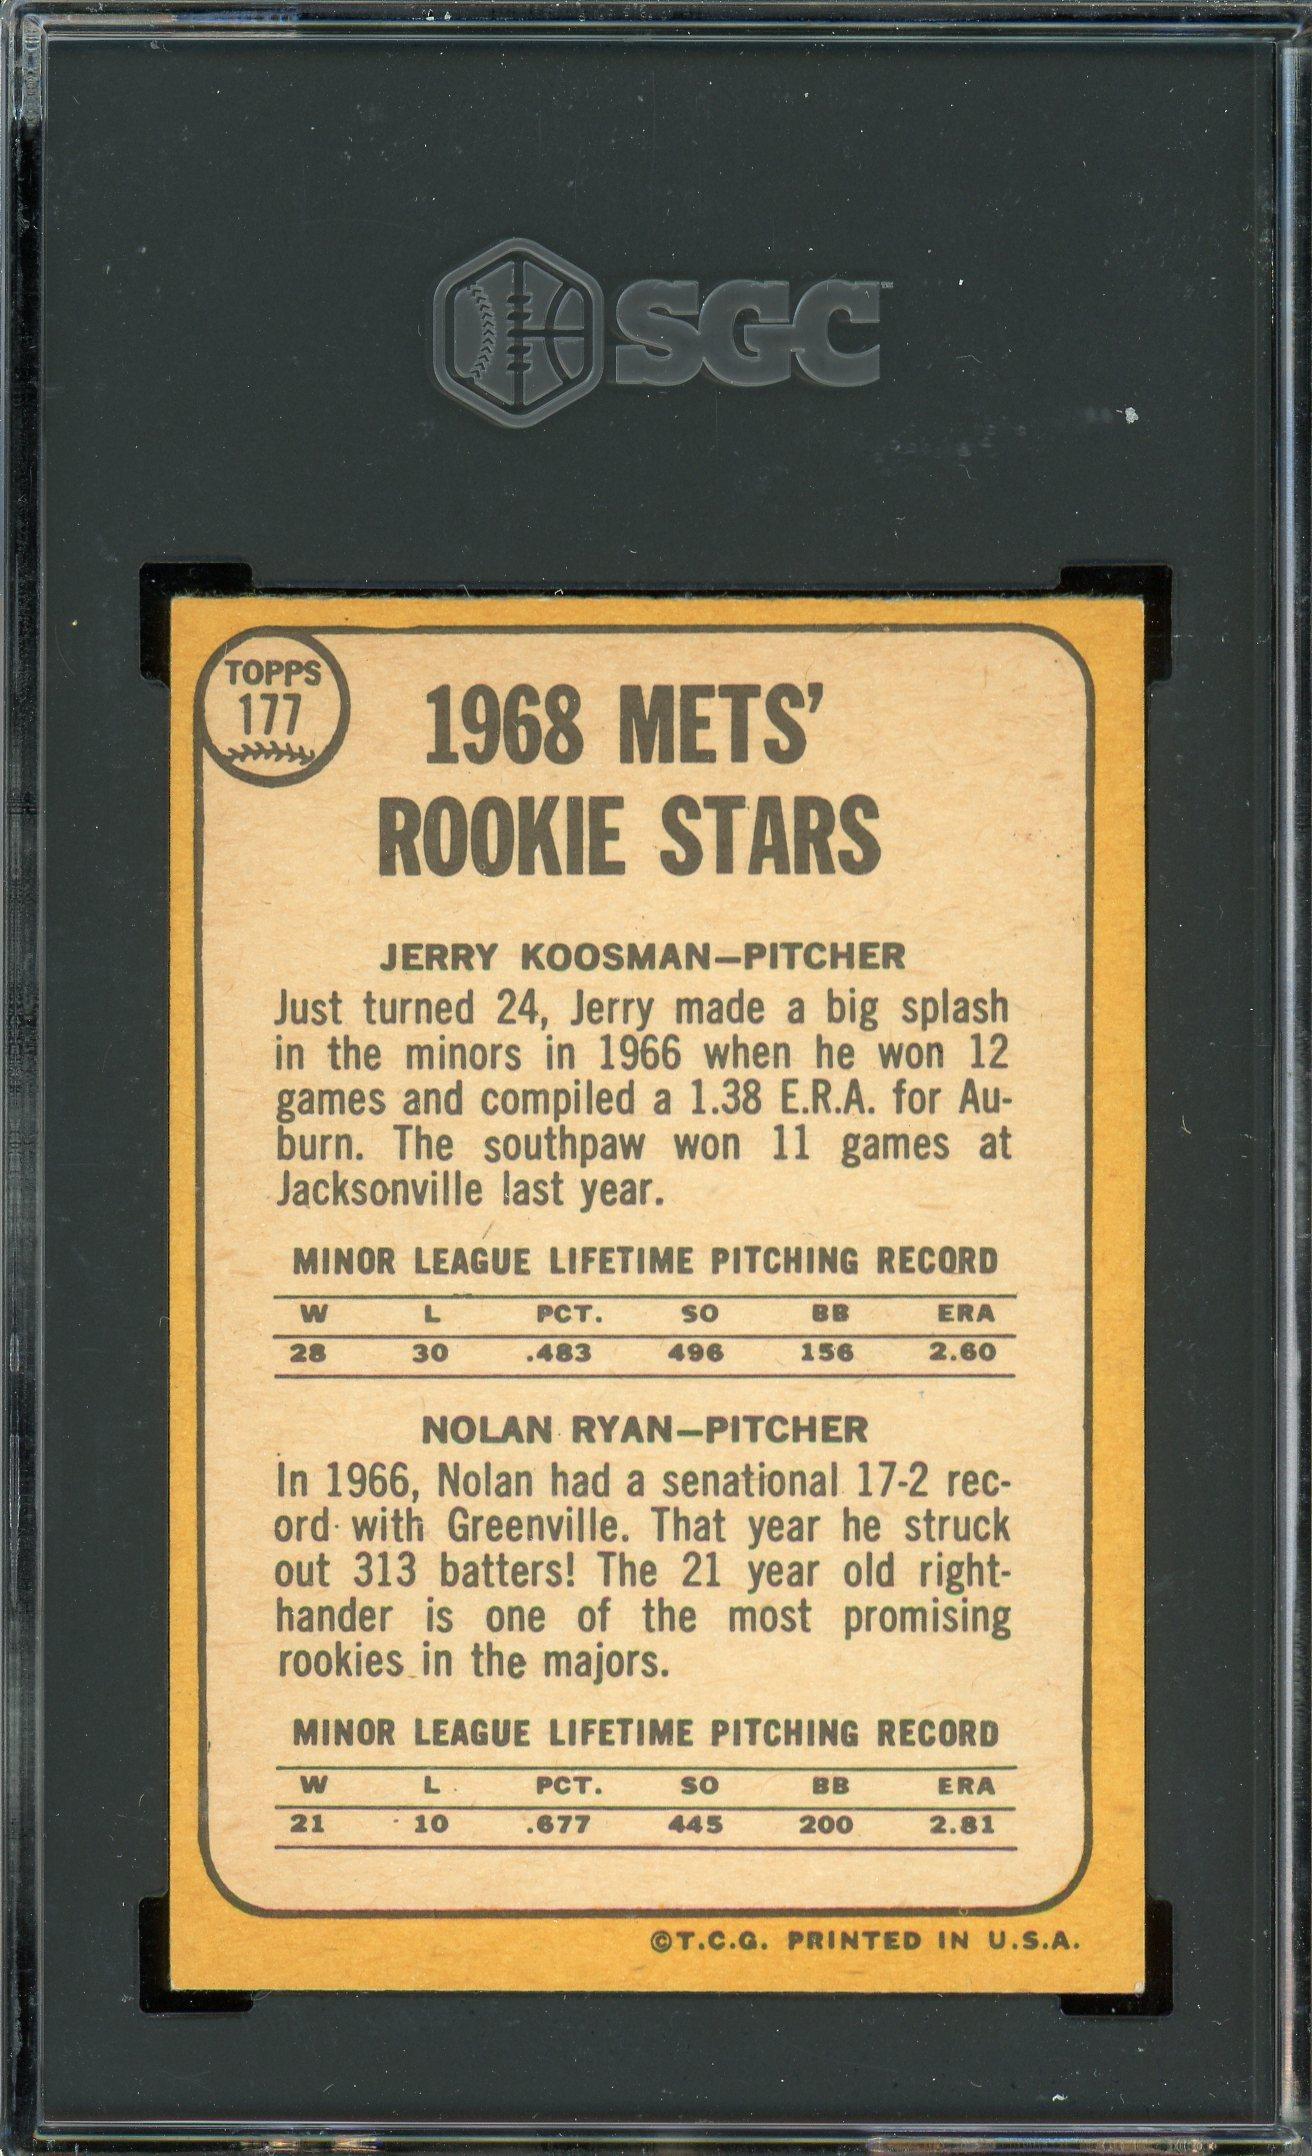 SGC
TOPPS
177
1968 METS'
ROOKIE STARS
JERRY KOOSMAN–PITCHER
Just turned 24, Jerry made a big splash
in the minors in 1966 when he won 12
games and compiled a 1.38 E.R.A. for Au-
burn. The southpaw won 11 games at
Jacksonville last year.
MINOR LEAGUE LIFETIME PITCHING RECORD
W L PCT. SO BB ERA
28 30 .483 496 156 2.60
NOLAN RYAN–PITCHER
In 1966, Nolan had a senational 17-2 rec-
ord with Greenville. That year he struck
out 313 batters! The 21 year old right-
hander is one of the most promising
rookies in the majors.
MINOR LEAGUE LIFETIME PITCHING RECORD
W L PCT. SO BB ERA
21 10 .677 445 200 2.81
©T.C.G. PRINTED IN U.S.A.